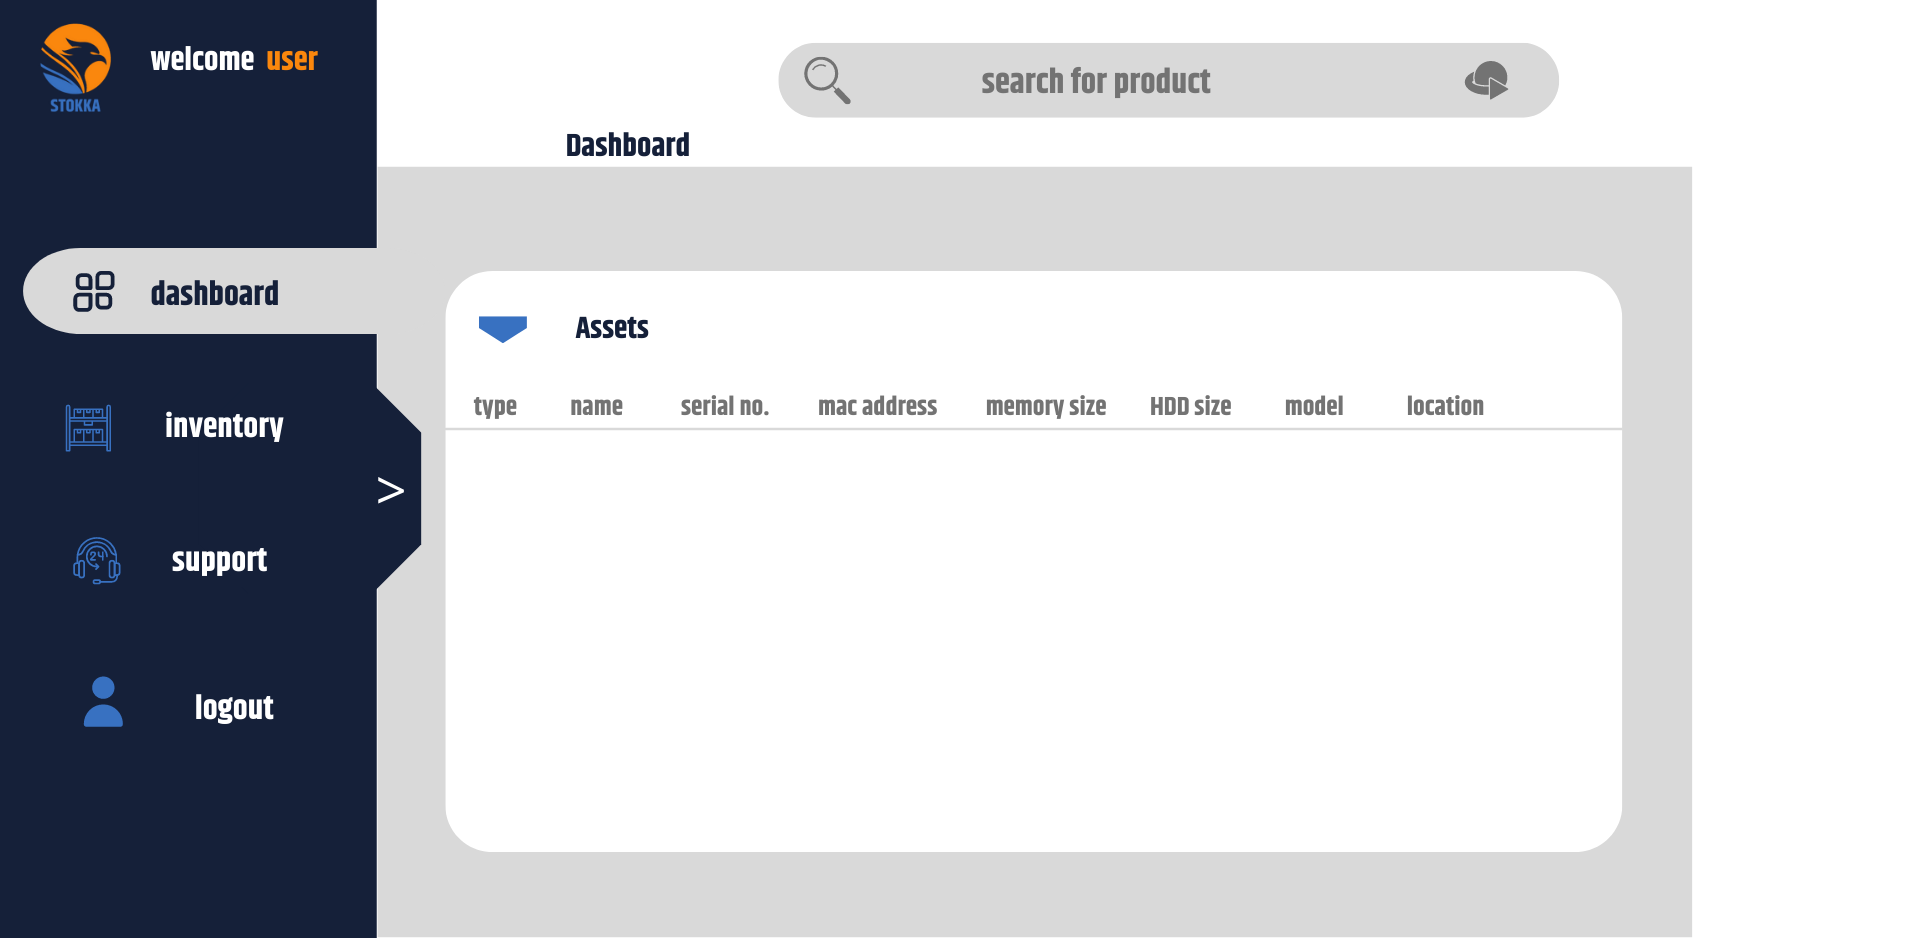 welcome user
STOKKA
search for product
Dashboard
dashboard
Assets
type name serial no. mac address memory size HDD size model location
inventory
>
24
support
logout